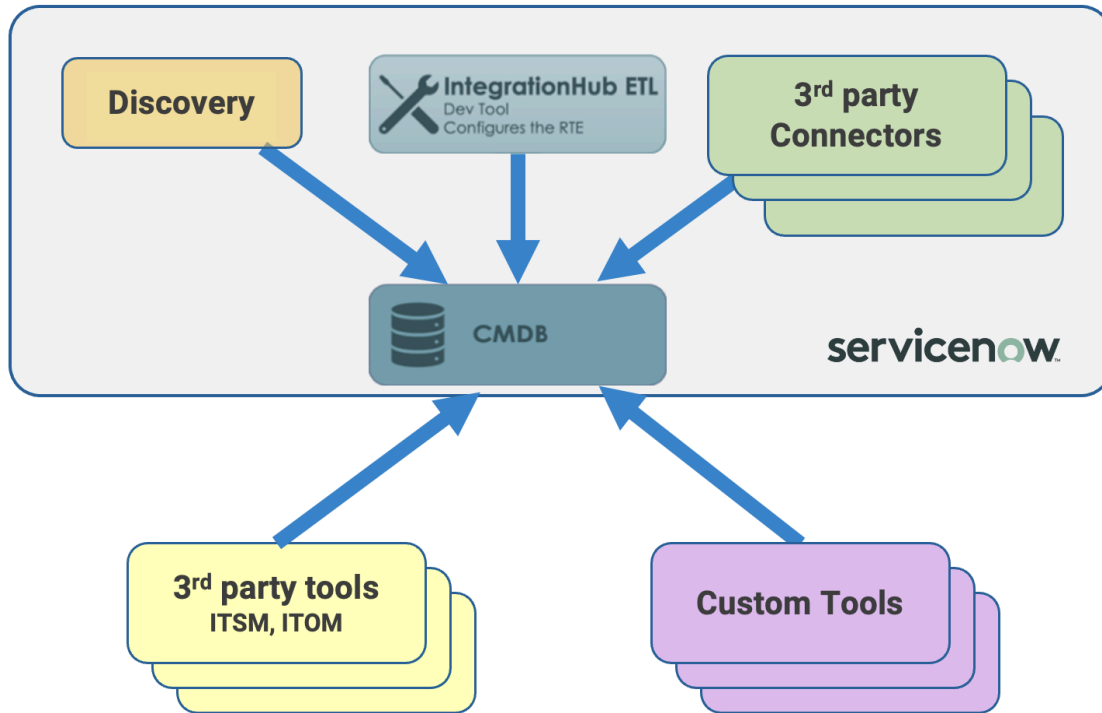 Discovery
IntegrationHub ETL
Dev Tool
Configures the RTE
3rd party
Connectors
CMDB
servicenow™
3rd party tools
ITSM, ITOM
Custom Tools